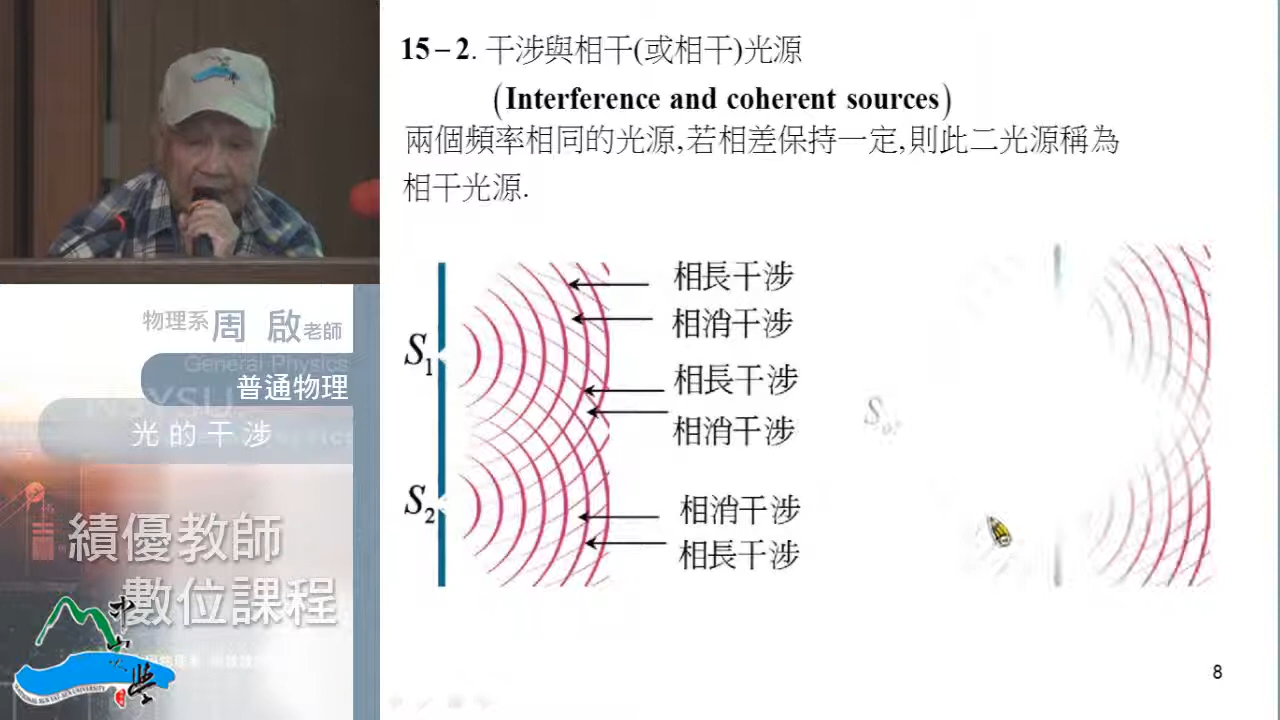 15–2. 干涉與相干(或相干)光源
(Interference and coherent sources)
兩個頻率相同的光源,若相差保持一定,則此二光源稱為
相干光源.
相長干涉
相消干涉
S1
相長干涉
相消干涉
S2
相消干涉
相長干涉
8
物理系周 啟老師
General Physics
普通物理
光的干涉
績優教師
數位課程